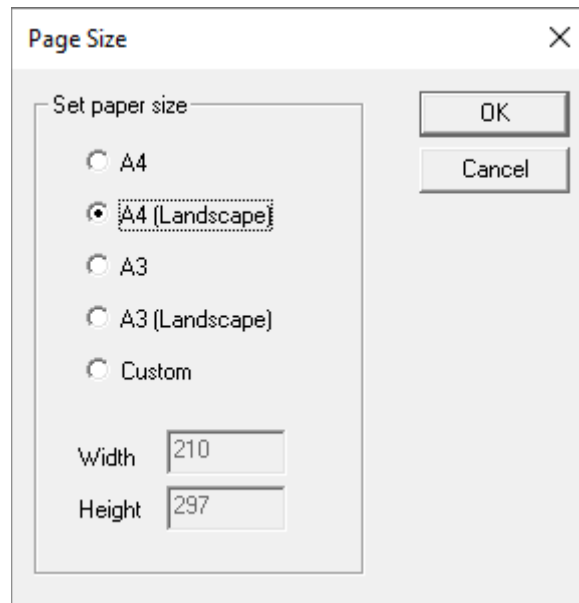 Page Size
Set paper size
OK
A4
Cancel
A4 (Landscape)
A3
A3 (Landscape)
Custom
Width 210
Height 297